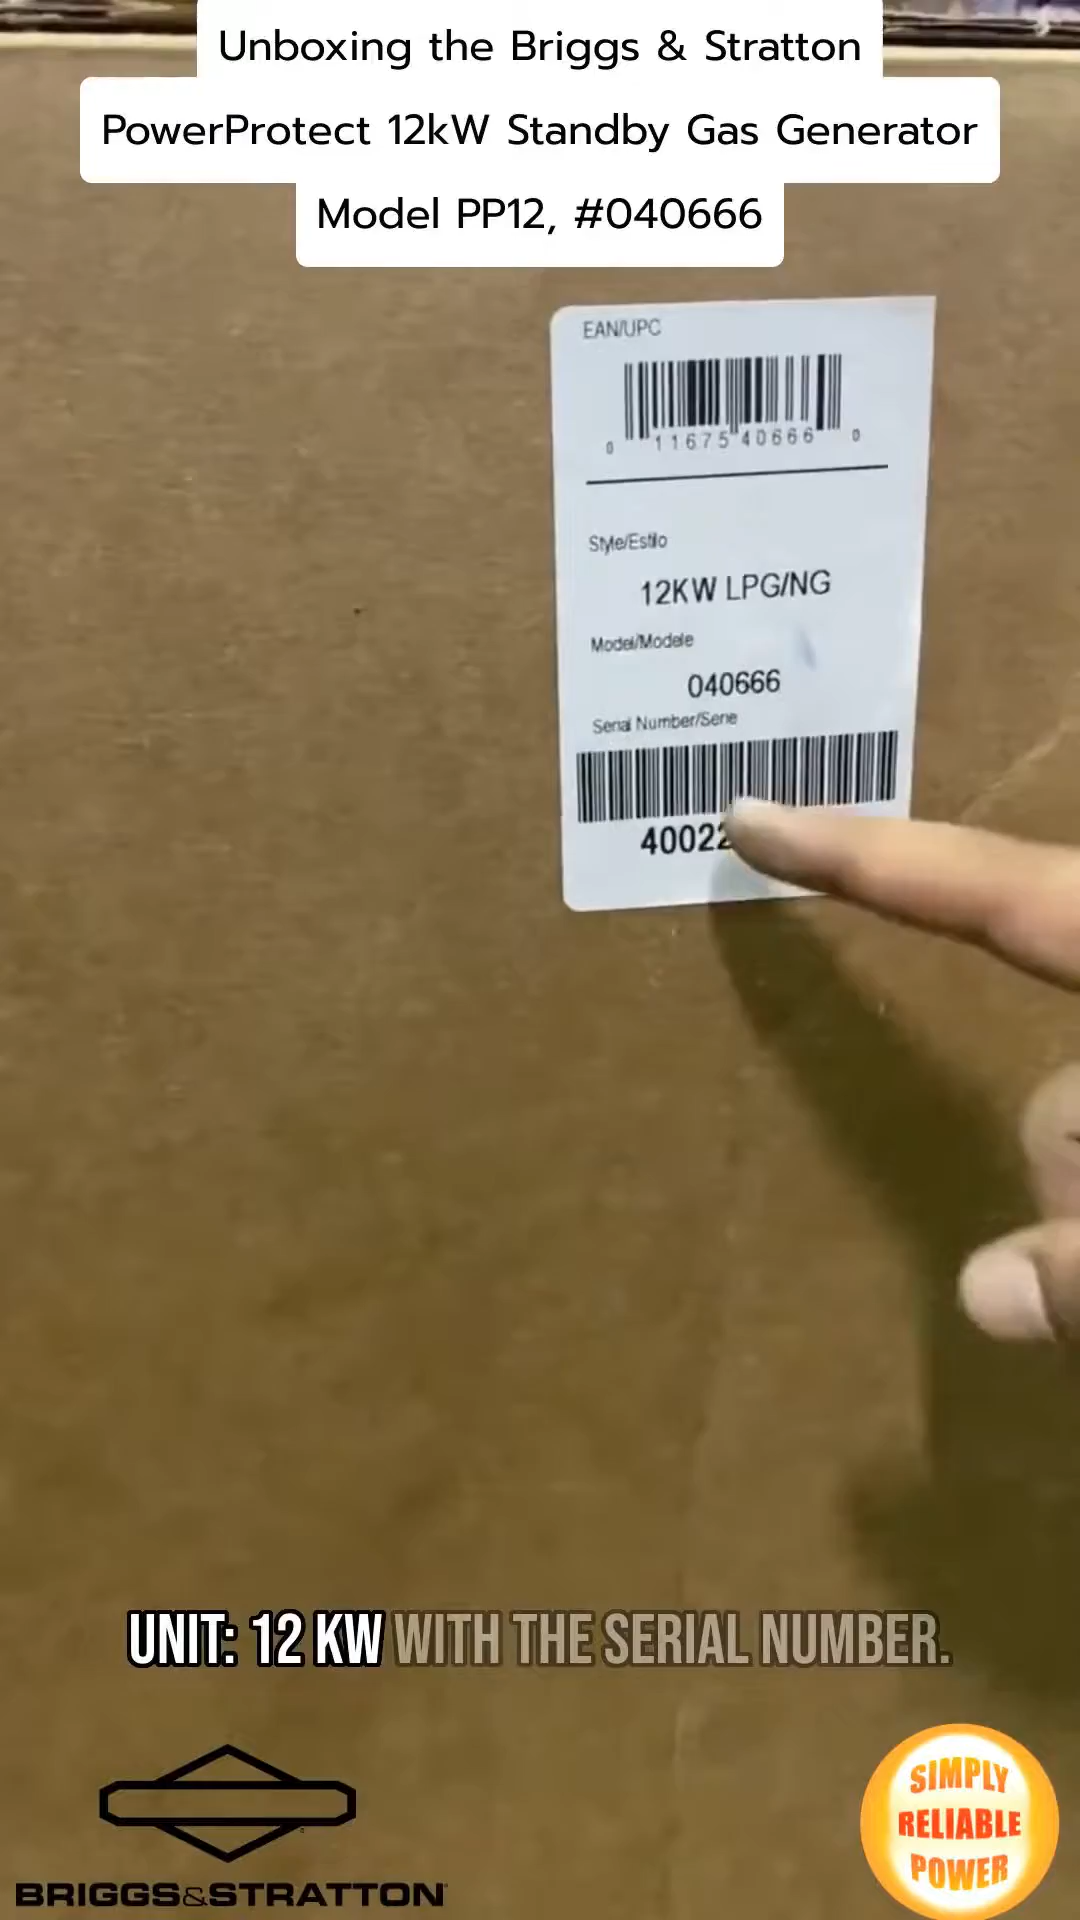 Unboxing the Briggs & Stratton
PowerProtect 12kW Standby Gas Generator
Model PP12, #040666
EAN/UPC
0 11675 40666 0
Style/Estilo
12KW LPG/NG
Model/Modele
040666
Serial Number/Serie
40022
UNIT: 12 KW WITH THE SERIAL NUMBER.
BRIGGS&STRATTON
SIMPLY
RELIABLE
POWER